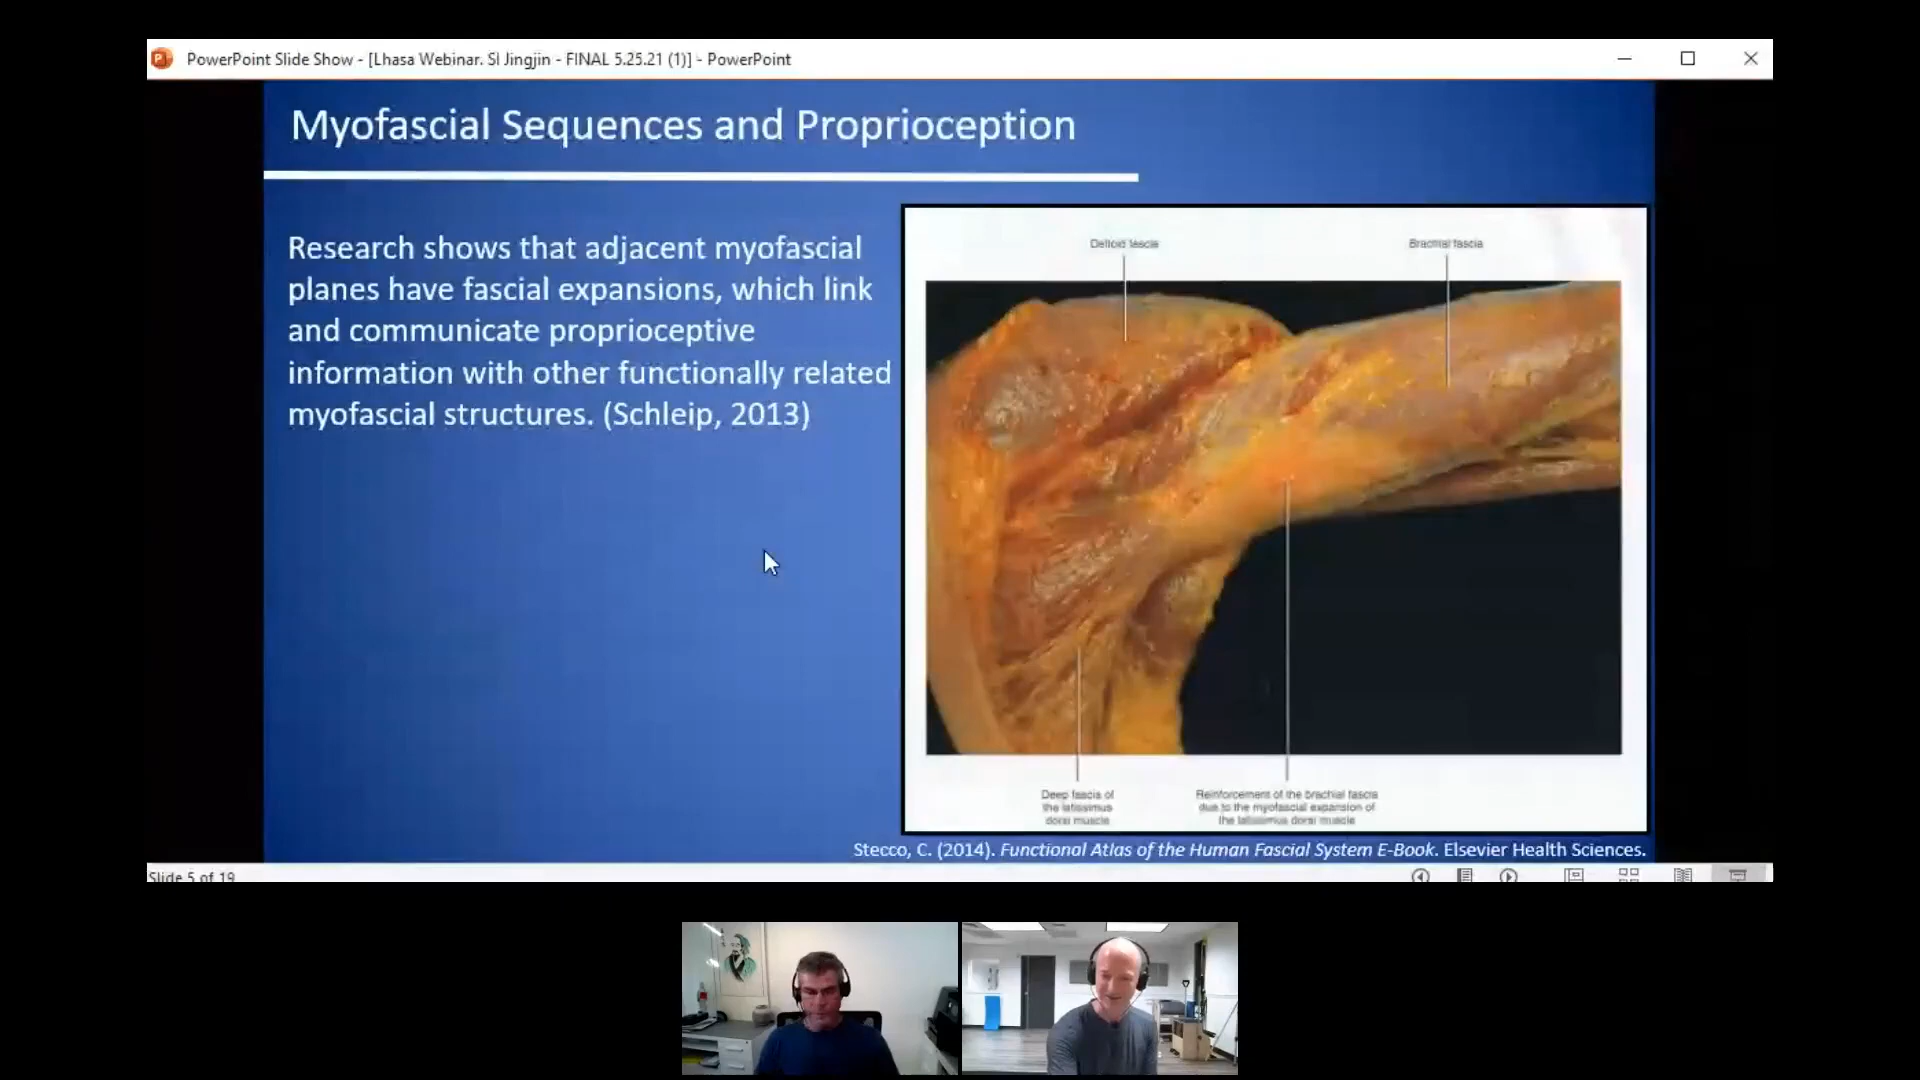 PowerPoint Slide Show - [Lhasa Webinar. SI Jingjin - FINAL 5.25.21 (1)] - PowerPoint
Myofascial Sequences and Proprioception
Research shows that adjacent myofascial
planes have fascial expansions, which link
and communicate proprioceptive
information with other functionally related
myofascial structures. (Schleip, 2013)
Deltoid fascia
Brachial fascia
Deep fascia of
the latissimus
dorsi muscle
Reinforcement of the brachial fascia
due to the myofascial expansion of
the latissimus dorsi muscle
Stecco, C. (2014). Functional Atlas of the Human Fascial System E-Book. Elsevier Health Sciences.
Slide 5 of 19